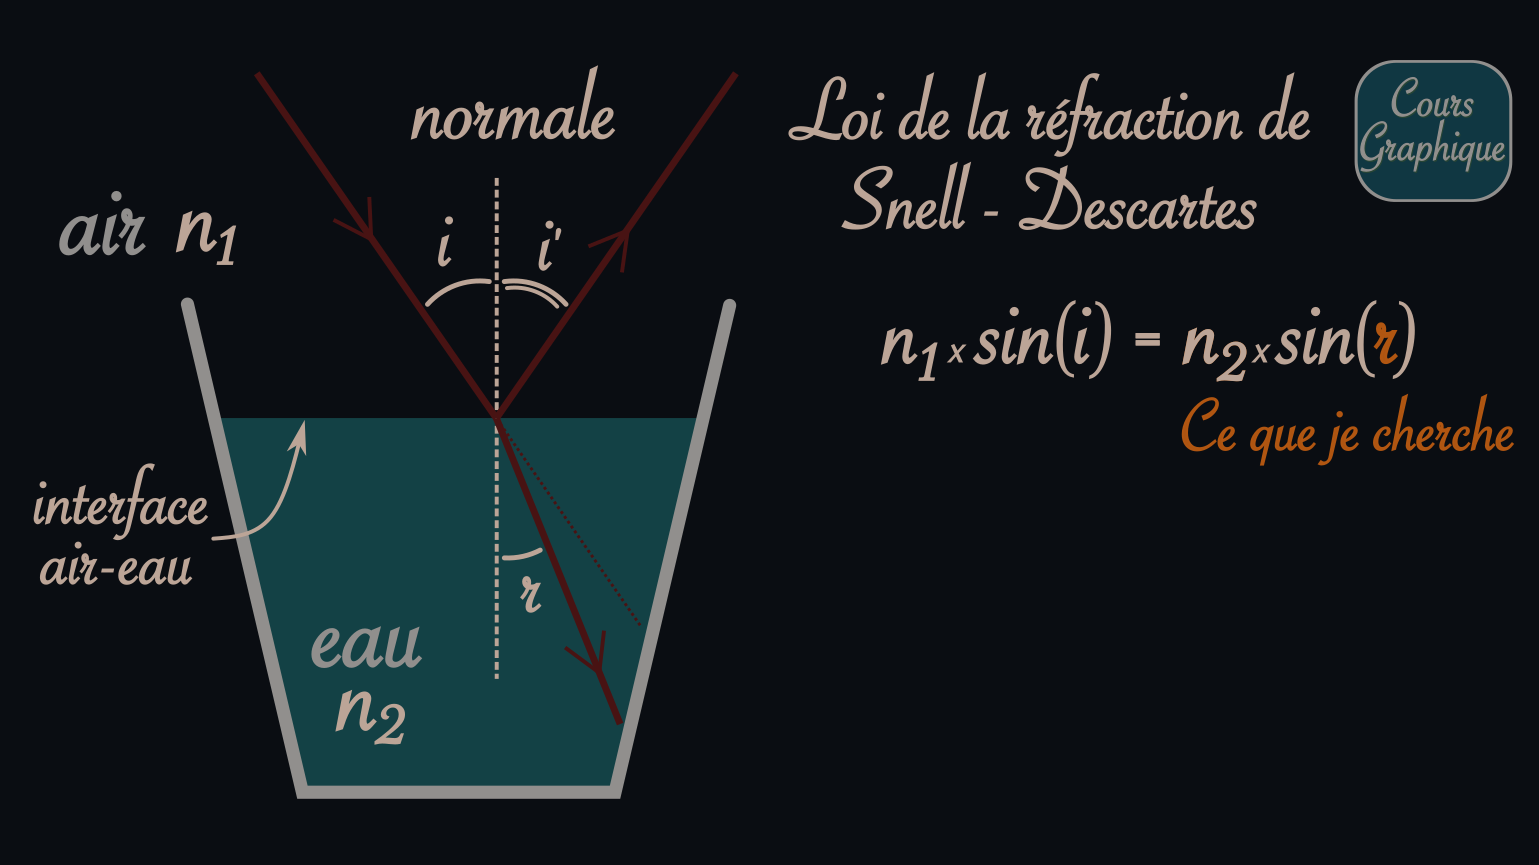 normale
Loi de la réfraction de
Snell - Descartes
Cours
Graphique
air n1
i
i'
n1 x sin(i) = n2 x sin(r)
Ce que je cherche
interface
air-eau
r
eau
n2